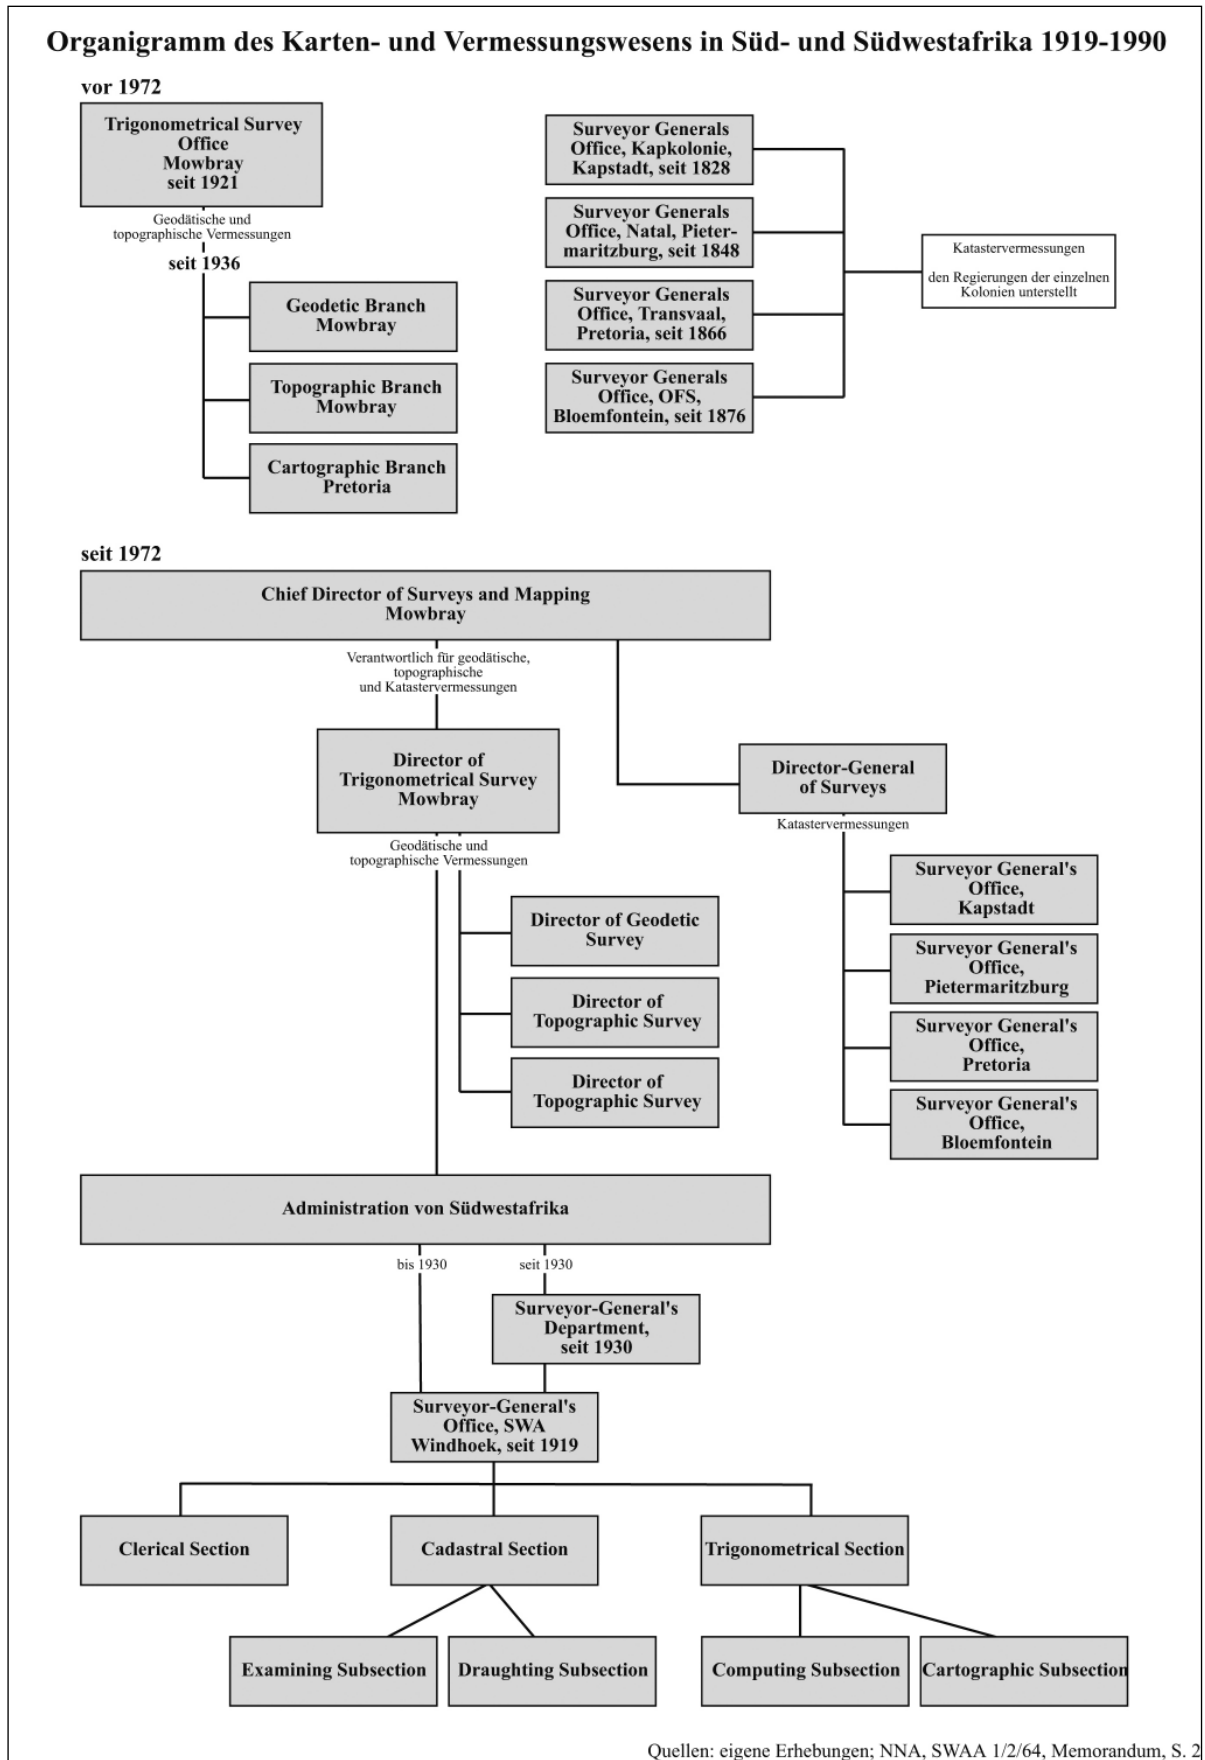 Organigramm des Karten- und Vermessungswesens in Süd- und Südwestafrika 1919-1990
vor 1972
Trigonometrical Survey
Office
Mowbray
seit 1921
Geodätische und
topographische Vermessungen
seit 1936
Geodetic Branch
Mowbray
Topographic Branch
Mowbray
Cartographic Branch
Pretoria
Surveyor Generals
Office, Kapkolonie,
Kapstadt, seit 1828
Surveyor Generals
Office, Natal, Pieter-
maritzburg, seit 1848
Surveyor Generals
Office, Transvaal,
Pretoria, seit 1866
Surveyor Generals
Office, OFS,
Bloemfontein, seit 1876
Katastervermessungen
den Regierungen der einzelnen
Kolonien unterstellt
seit 1972
Chief Director of Surveys and Mapping
Mowbray
Verantwortlich für geodätische,
topographische
und Katastervermessungen
Director of
Trigonometrical Survey
Mowbray
Geodätische und
topographische Vermessungen
Director of Geodetic
Survey
Director of
Topographic Survey
Director of
Topographic Survey
Director-General
of Surveys
Katastervermessungen
Surveyor General's
Office,
Kapstadt
Surveyor General's
Office,
Pietermaritzburg
Surveyor General's
Office,
Pretoria
Surveyor General's
Office,
Bloemfontein
Administration von Südwestafrika
bis 1930
seit 1930
Surveyor-General's
Department,
seit 1930
Surveyor-General's
Office, SWA
Windhoek, seit 1919
Clerical Section
Cadastral Section
Trigonometrical Section
Examining Subsection
Draughting Subsection
Computing Subsection
Cartographic Subsection
Quellen: eigene Erhebungen; NNA, SWAA 1/2/64, Memorandum, S. 2